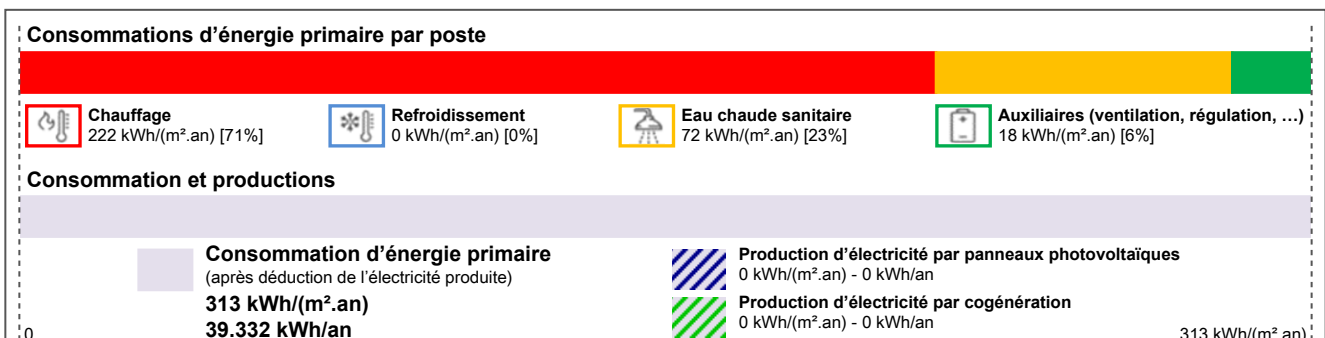 Consommations d'énergie primaire par poste
Chauffage
222 kWh/(m².an) [71%]
Refroidissement
0 kWh/(m².an) [0%]
Eau chaude sanitaire
72 kWh/(m².an) [23%]
Auxiliaires (ventilation, régulation, …)
18 kWh/(m².an) [6%]
Consommation et productions
Consommation d'énergie primaire
(après déduction de l'électricité produite)
313 kWh/(m².an)
39.332 kWh/an
Production d'électricité par panneaux photovoltaïques
0 kWh/(m².an) - 0 kWh/an
Production d'électricité par cogénération
0 kWh/(m².an) - 0 kWh/an
0
313 kWh/(m².an)